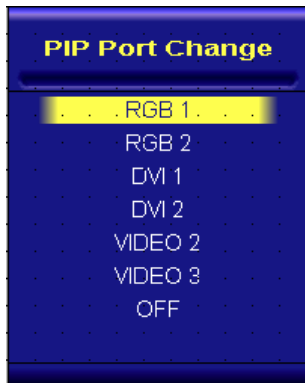 PIP Port Change
RGB 1
RGB 2
DVI 1
DVI 2
VIDEO 2
VIDEO 3
OFF